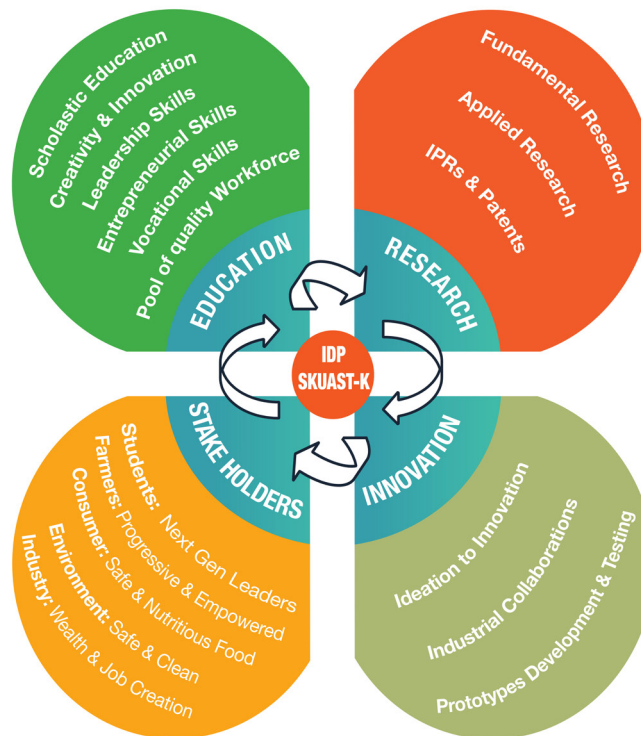 Scholastic Education
Creativity & Innovation
Leadership Skills
Entrepreneurial Skills
Vocational Skills
Pool of quality Workforce
EDUCATION
Fundamental Research
Applied Research
IPRs & Patents
RESEARCH
IDP
SKUAST-K
STAKE HOLDERS
Students: Next Gen Leaders
Farmers: Progressive & Empowered
Consumer: Safe & Nutritious Food
Environment: Safe & Clean
Industry: Wealth & Job Creation
INNOVATION
Ideation to Innovation
Industrial Collaborations
Prototypes Development & Testing